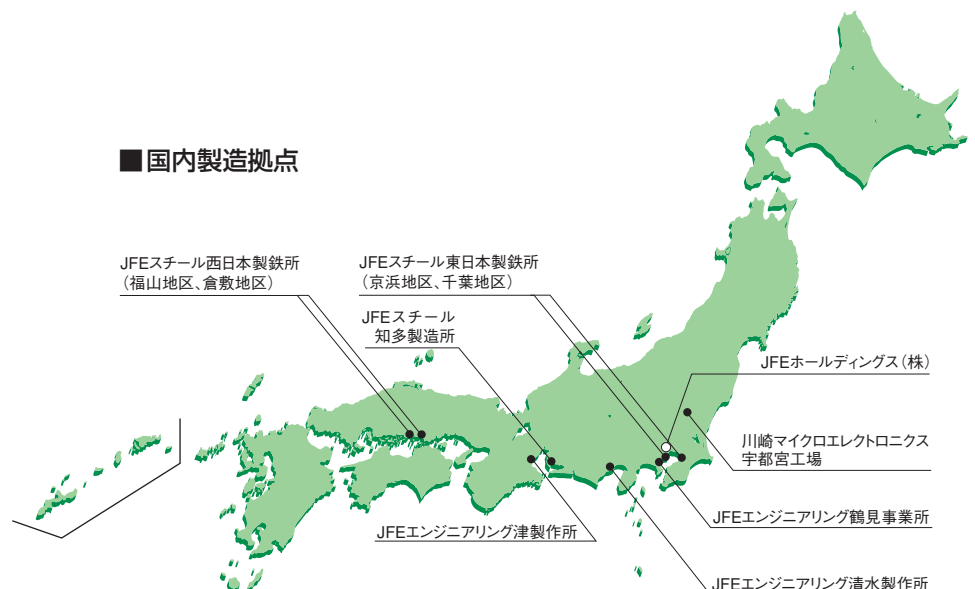 ■国内製造拠点
JFEスチール西日本製鉄所
（福山地区、倉敷地区）
JFEスチール東日本製鉄所
（京浜地区、千葉地区）
JFEスチール
知多製造所
JFEホールディングス（株）
川崎マイクロエレクトロニクス
宇都宮工場
JFEエンジニアリング鶴見事業所
JFEエンジニアリング津製作所
JFEエンジニアリング清水製作所